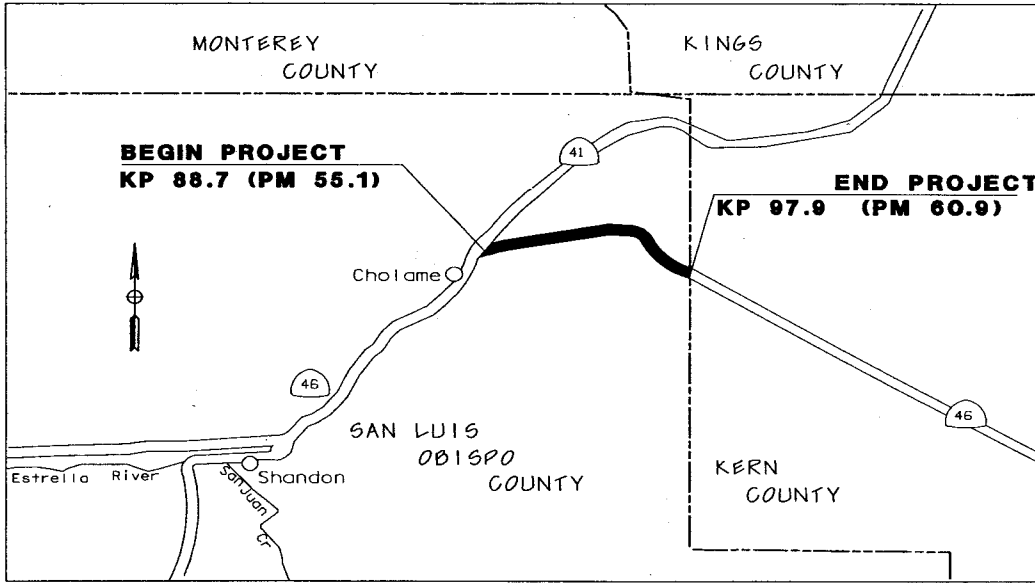 MONTEREY
COUNTY
KINGS
COUNTY
BEGIN PROJECT
KP 88.7 (PM 55.1)
41
END PROJECT
KP 97.9 (PM 60.9)
Cholame
46
46
SAN LUIS
OBISPO
COUNTY
KERN
COUNTY
Estrella River
Shandon
San Juan
Cr